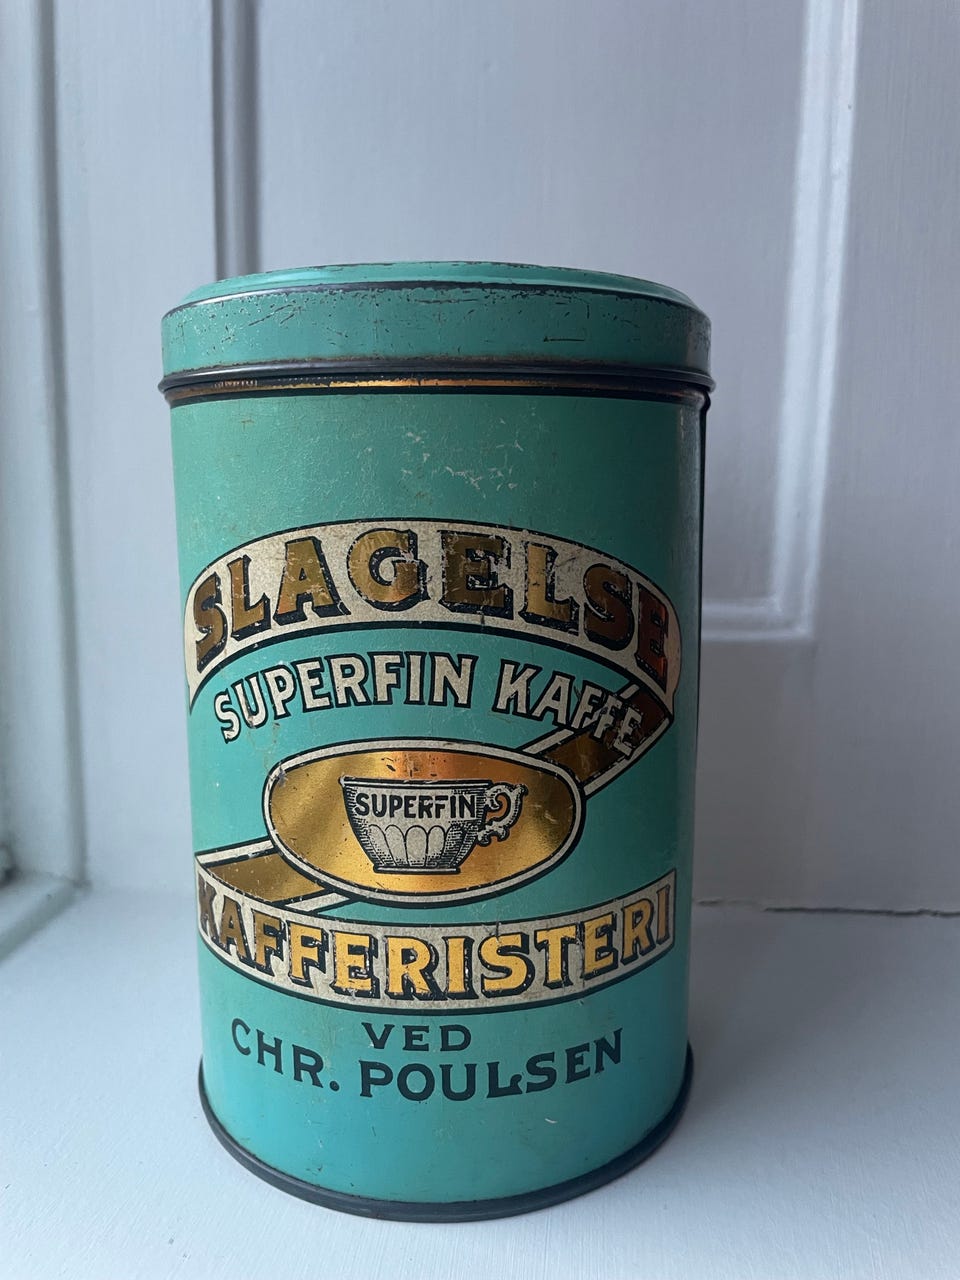 SLAGELSE
SUPERFIN KAFFE
SUPERFIN
KAFFERISTERI
VED
CHR. POULSEN